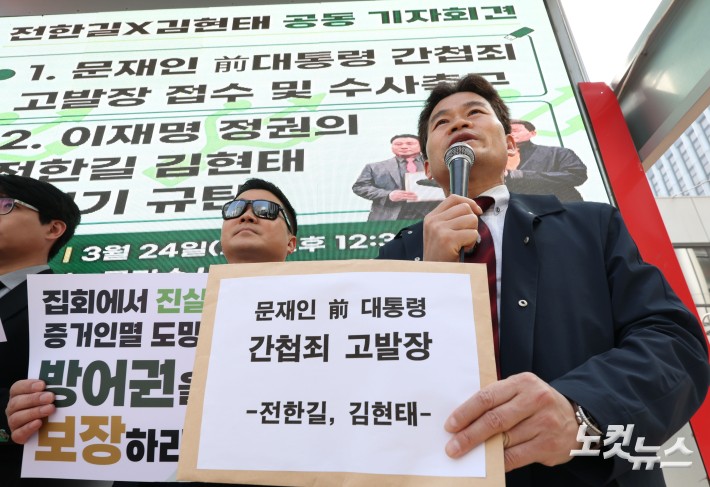 전한길X김현태 공동 기자회견
1. 문재인 前대통령 간첩죄
고발장 접수 및 수사촉구
2. 이재명 정권의
전한길 김현태
규탄
3월 24일 12:3
집회에서 진실
증거인멸 도망
방어권을
보장하라
문재인 前 대통령
간첩죄 고발장
-전한길, 김현태-
노컷뉴스